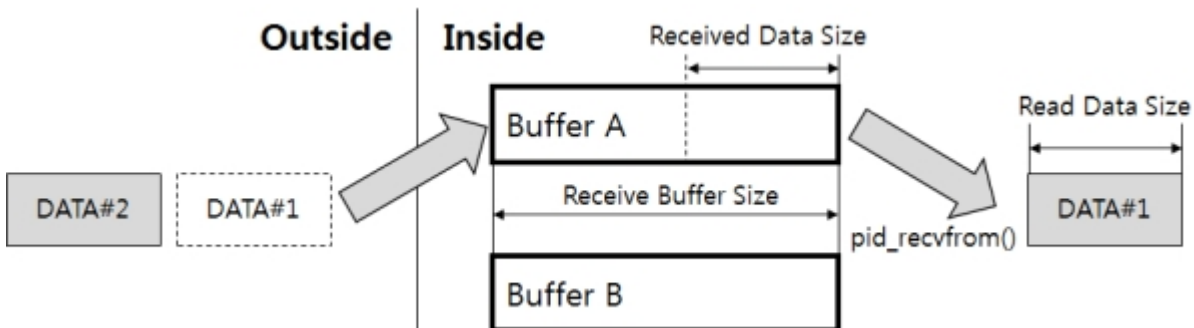 Outside
Inside
Received Data Size
Buffer A
Read Data Size
DATA#2
DATA#1
Receive Buffer Size
DATA#1
pid_recvfrom()
Buffer B